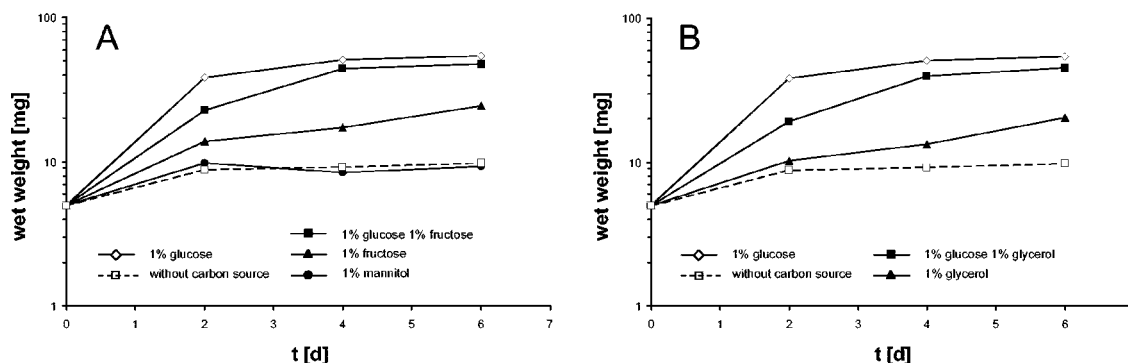 A
100
10
1
wet weight [mg]
0 1 2 3 4 5 6 7
t [d]
1% glucose
without carbon source
1% glucose 1% fructose
1% fructose
1% mannitol
B
100
10
1
wet weight [mg]
0 1 2 3 4 5 6
t [d]
1% glucose
without carbon source
1% glucose 1% glycerol
1% glycerol